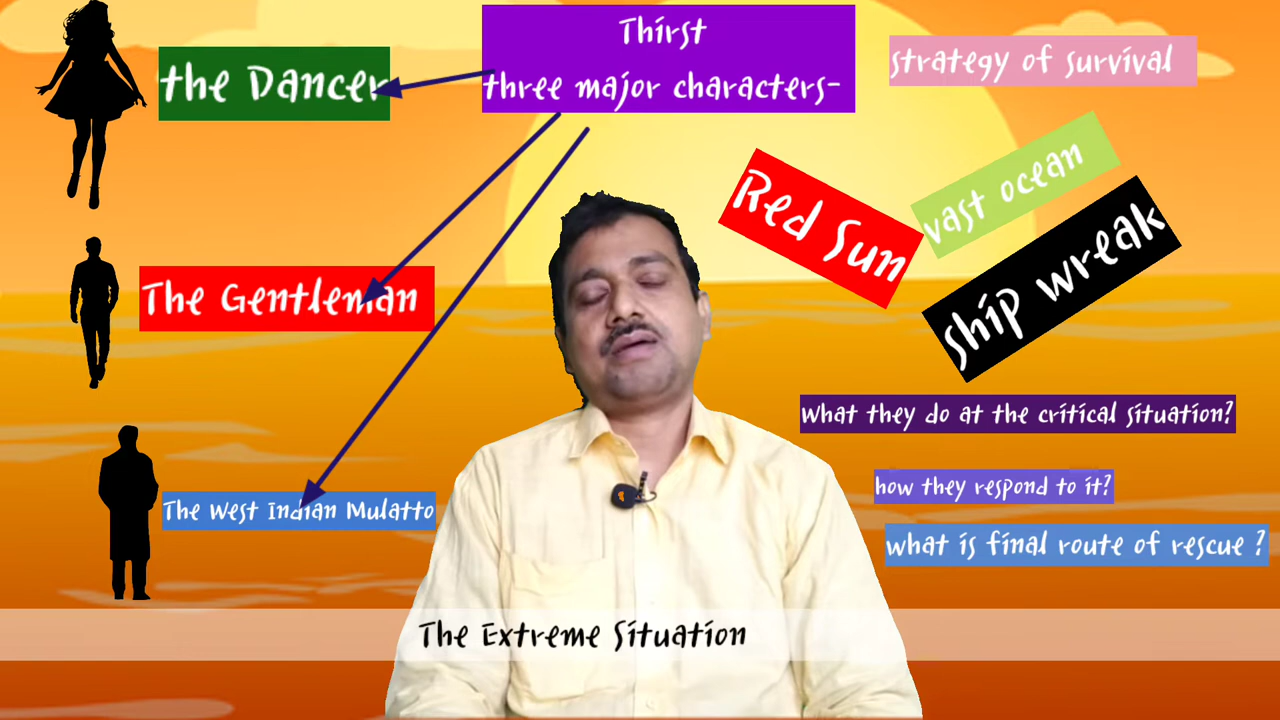 Thirst
three major characters-
the Dancer
The Gentleman
The West Indian Mulatto
strategy of survival
Red Sun
vast ocean
ship wreak
what they do at the critical situation?
how they respond to it?
what is final route of rescue ?
The Extreme Situation